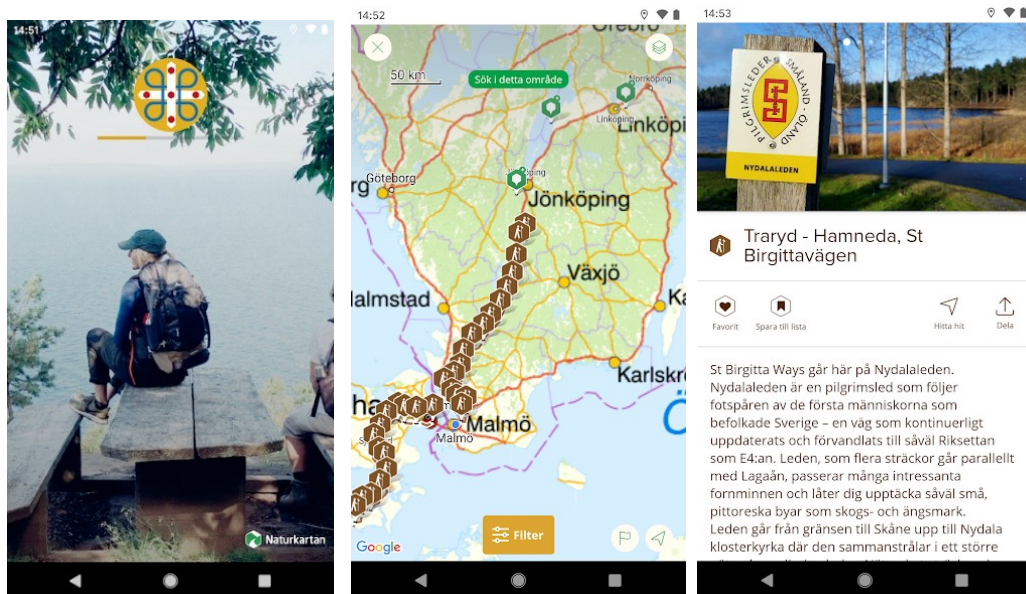 14:51
Naturkartan
14:52
Örebro
50 km
Sök i detta område
Norrköping
Linköping
Linköpi
Göteborg
rg
Jönköping
Växjö
Halmstad
Ka
Karlskr
Malmö
Malmö
Ö
Google
Filter
14:53
PILGRIMSLEDER SMÅLAND - ÖLAND
NYDALALEDEN
Traryd - Hamneda, St
Birgittavägen
Favorit
Spara till lista
Hitta hit
Dela
St Birgitta Ways går här på Nydalaleden.
Nydalaleden är en pilgrimsled som följer
fotspåren av de första människorna som
befolkade Sverige – en väg som kontinuerligt
uppdaterats och förvandlats till såväl Riksettan
som E4:an. Leden, som flera sträckor går parallellt
med Lagaån, passerar många intressanta
fornminnen och låter dig upptäcka såväl små,
pittoreska byar som skogs- och ängsmark.
Leden går från gränsen till Skåne upp till Nydala
klosterkyrka där den sammanstrålar i ett större